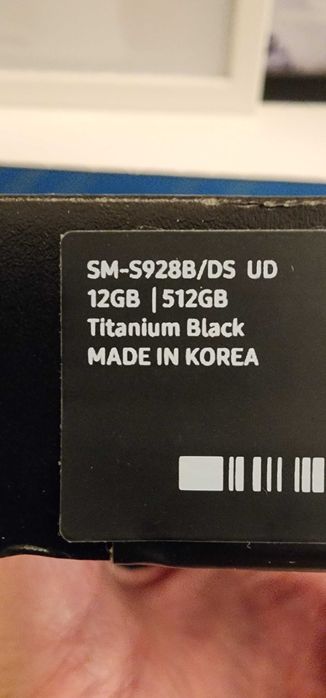 SM-S928B/DS UD
12GB | 512GB
Titanium Black
MADE IN KOREA